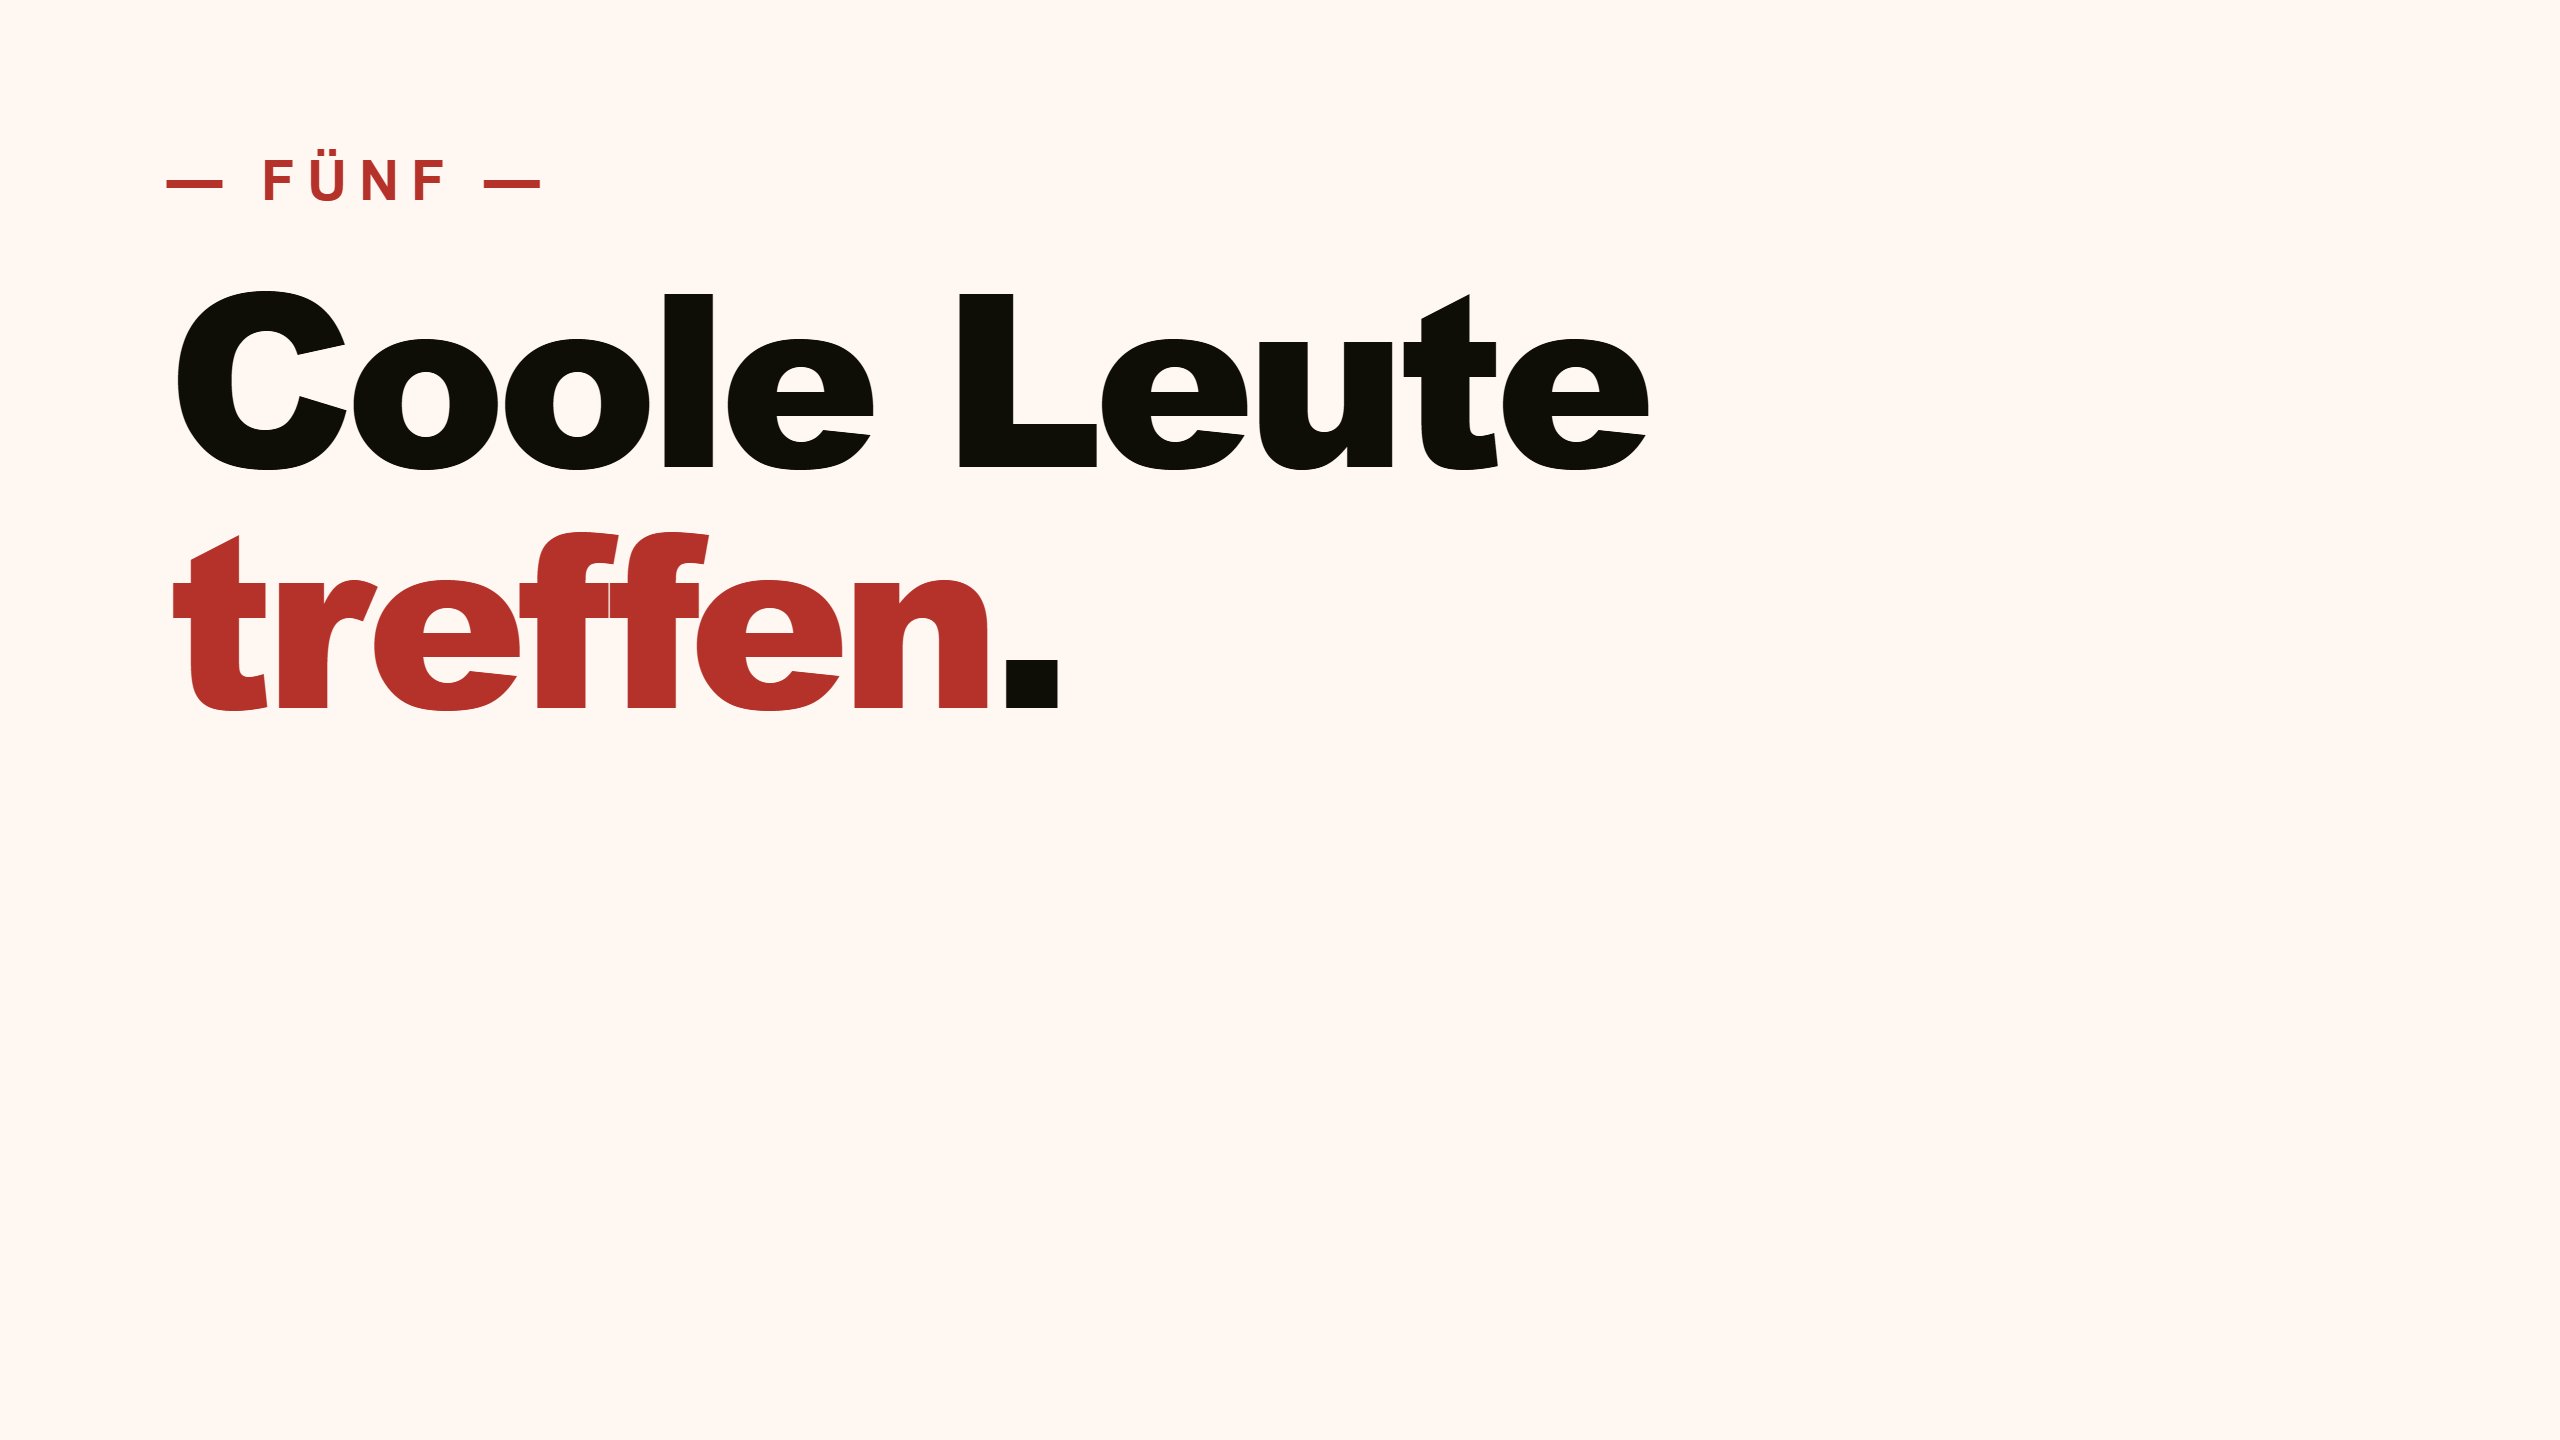 — FÜNF —
Coole Leute
treffen.